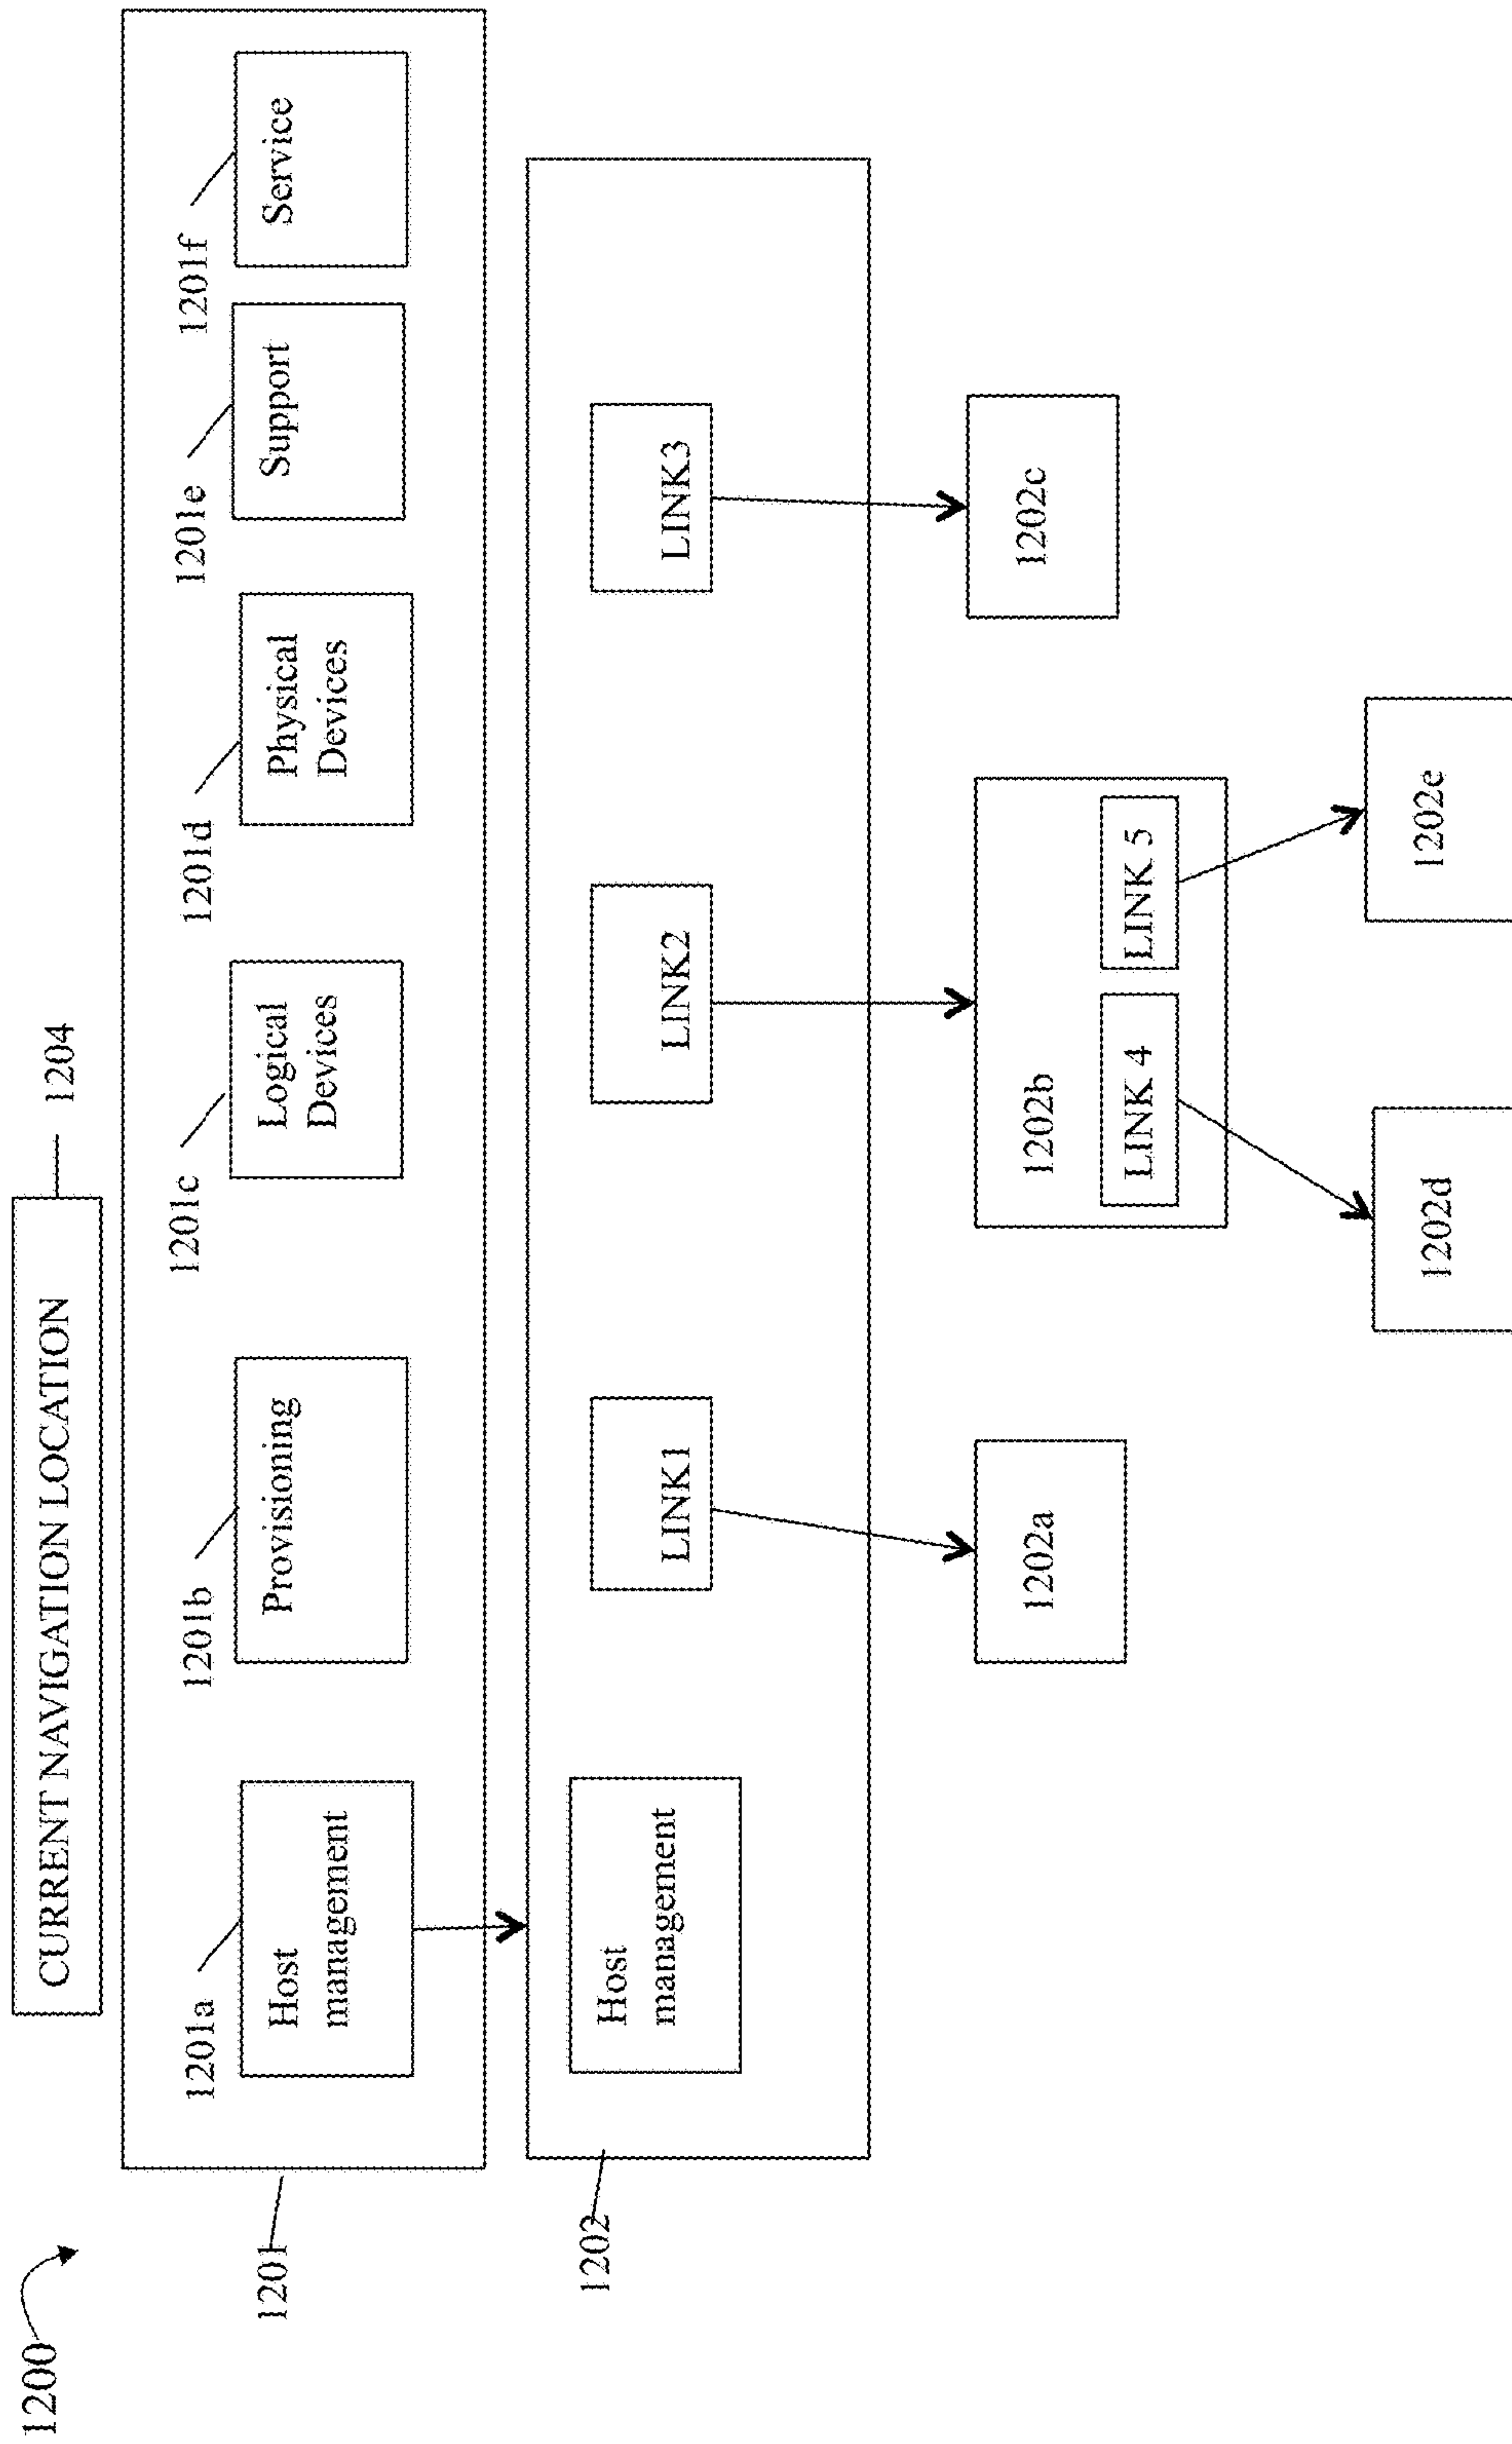 1200
CURRENT NAVIGATION LOCATION
1204
1201
1201a
Host
management
1201b
Provisioning
1201c
Logical
Devices
1201d
Physical
Devices
1201e
Support
1201f
Service
1202
Host
management
LINK1
LINK2
LINK3
1202a
1202b
LINK 4
LINK 5
1202c
1202d
1202e